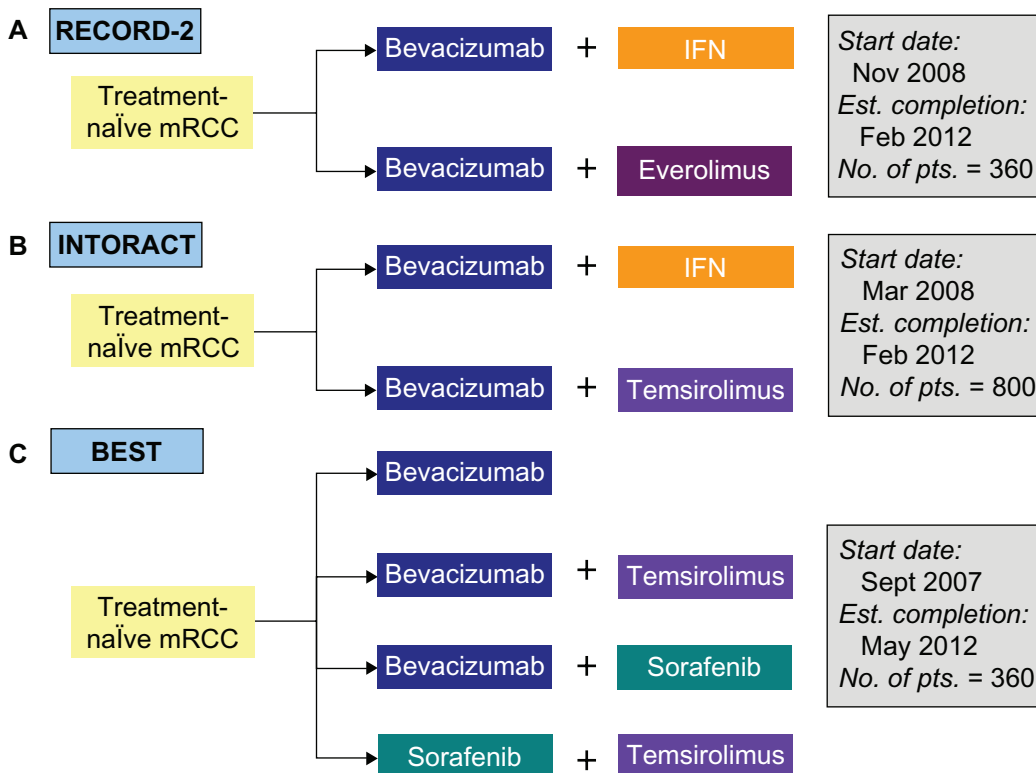 A RECORD-2
Treatment-
naÏve mRCC
Bevacizumab + IFN
Bevacizumab + Everolimus
Start date:
Nov 2008
Est. completion:
Feb 2012
No. of pts. = 360
B INTORACT
Treatment-
naÏve mRCC
Bevacizumab + IFN
Bevacizumab + Temsirolimus
Start date:
Mar 2008
Est. completion:
Feb 2012
No. of pts. = 800
C BEST
Treatment-
naÏve mRCC
Bevacizumab
Bevacizumab + Temsirolimus
Bevacizumab + Sorafenib
Sorafenib + Temsirolimus
Start date:
Sept 2007
Est. completion:
May 2012
No. of pts. = 360